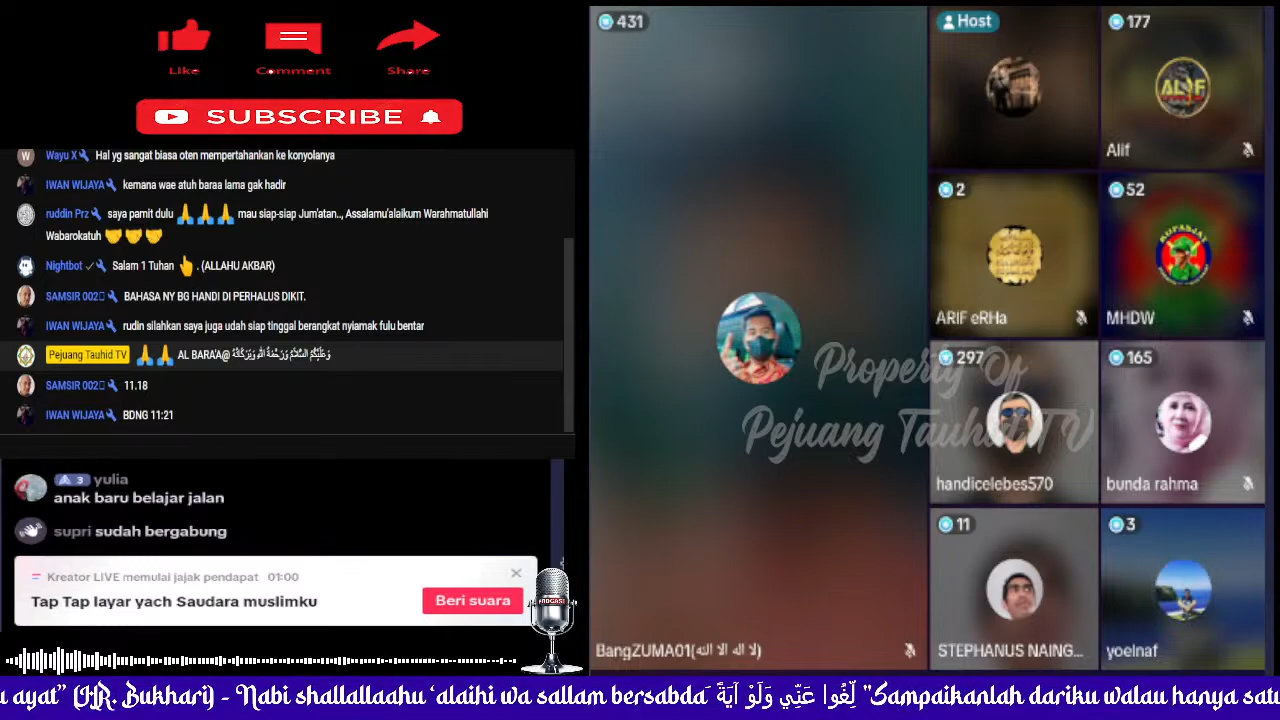 Like
Comment
Share
SUBSCRIBE
Wayu X Hal yg sangat biasa oten mempertahankan ke konyolanya
IWAN WIJAYA kemana wae atuh baraa lama gak hadir
ruddin Prz saya pamit dulu 🙏🙏🙏 mau siap-siap Jum'atan.., Assalamu'alaikum Warahmatullahi
Wabarokatuh 🤝🤝🤝
Nightbot ✓ Salam 1 Tuhan 👆. (ALLAHU AKBAR)
SAMSIR 002 BAHASA NY BG HANDI DI PERHALUS DIKIT.
IWAN WIJAYA rudin silahkan saya juga udah siap tinggal berangkat nyiamak fulu bentar
Pejuang Tauhid TV 🙏🙏 AL BARA'A@ وَعَلَيْكُمُ السَّلَامُ وَرَحْمَةُ اللهِ وَبَرَكَاتُهُ
SAMSIR 002 11.18
IWAN WIJAYA BDNG 11:21
3 yulia
anak baru belajar jalan
supri sudah bergabung
Kreator LIVE memulai jajak pendapat 01:00
Tap Tap layar yach Saudara muslimku
Beri suara
PODCAST
431
BangZUMA01(لا اله الا الله)
Host
177
ALIF
Alif
2
ARIF eRHa
52
MHDW
297
handicelebes570
165
bunda rahma
11
STEPHANUS NAING...
3
yoelnaf
Property Of
Pejuang Tauhid TV
u ayat" (HR. Bukhari) - Nabi shallallaahu 'alaihi wa sallam bersabda َلِّغُوا عَنِّي وَلَوْ آيَةً "Sampaikanlah dariku walau hanya satu